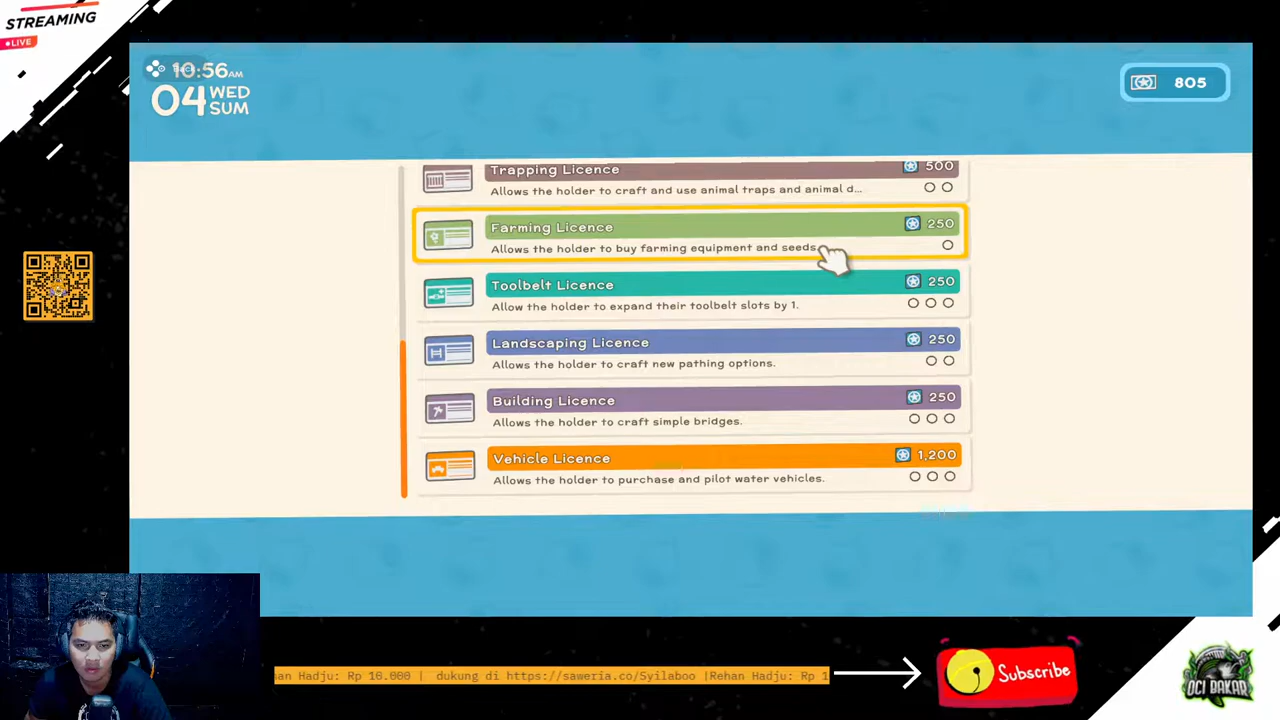 STREAMING
LIVE
10:56AM
04 WED
SUM
805
Trapping Licence 500
Allows the holder to craft and use animal traps and animal d...
Farming Licence 250
Allows the holder to buy farming equipment and seeds.
Toolbelt Licence 250
Allow the holder to expand their toolbelt slots by 1.
Landscaping Licence 250
Allows the holder to craft new pathing options.
Building Licence 250
Allows the holder to craft simple bridges.
Vehicle Licence 1,200
Allows the holder to purchase and pilot water vehicles.
an Hadju: Rp 10.000 | dukung di https://saweria.co/Syilaboo |Rehan Hadju: Rp 1
Subscribe
OCI DAKAR